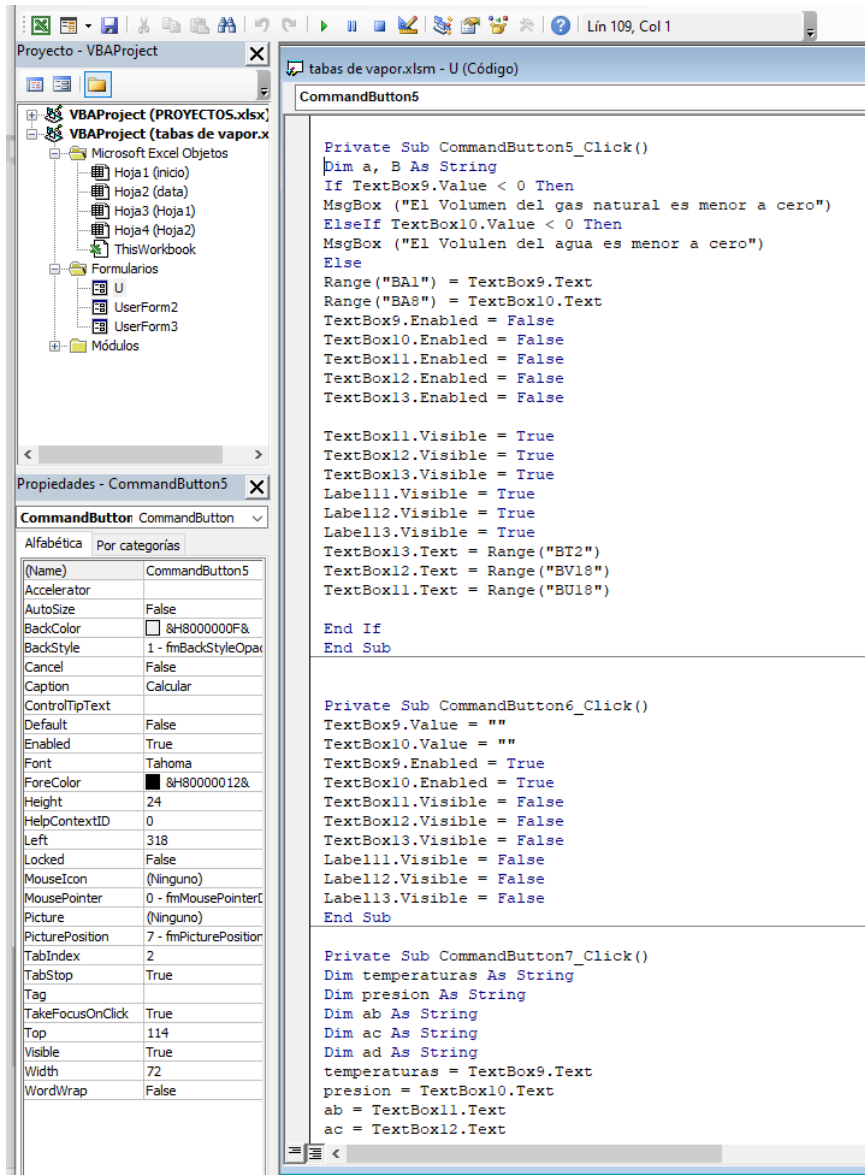 Lín 109, Col 1
Proyecto - VBAProject
VBAProject (PROYECTOS.xlsx)
VBAProject (tabas de vapor.x
Microsoft Excel Objetos
Hoja1 (inicio)
Hoja2 (data)
Hoja3 (Hoja1)
Hoja4 (Hoja2)
ThisWorkbook
Formularios
U
UserForm2
UserForm3
Módulos
Propiedades - CommandButton5
CommandButton CommandButton
Alfabética Por categorías
(Name) CommandButton5
Accelerator
AutoSize False
BackColor &H8000000F&
BackStyle 1 - fmBackStyleOpac
Cancel False
Caption Calcular
ControlTipText
Default False
Enabled True
Font Tahoma
ForeColor &H80000012&
Height 24
HelpContextID 0
Left 318
Locked False
MouseIcon (Ninguno)
MousePointer 0 - fmMousePointerD
Picture (Ninguno)
PicturePosition 7 - fmPicturePosition
TabIndex 2
TabStop True
Tag
TakeFocusOnClick True
Top 114
Visible True
Width 72
WordWrap False
tabas de vapor.xlsm - U (Código)
CommandButton5
Private Sub CommandButton5_Click()
Dim a, B As String
If TextBox9.Value < 0 Then
MsgBox ("El Volumen del gas natural es menor a cero")
ElseIf TextBox10.Value < 0 Then
MsgBox ("El Volulen del agua es menor a cero")
Else
Range("BA1") = TextBox9.Text
Range("BA8") = TextBox10.Text
TextBox9.Enabled = False
TextBox10.Enabled = False
TextBox11.Enabled = False
TextBox12.Enabled = False
TextBox13.Enabled = False
TextBox11.Visible = True
TextBox12.Visible = True
TextBox13.Visible = True
Label11.Visible = True
Label12.Visible = True
Label13.Visible = True
TextBox13.Text = Range("BT2")
TextBox12.Text = Range("BV18")
TextBox11.Text = Range("BU18")
End If
End Sub
Private Sub CommandButton6_Click()
TextBox9.Value = ""
TextBox10.Value = ""
TextBox9.Enabled = True
TextBox10.Enabled = True
TextBox11.Visible = False
TextBox12.Visible = False
TextBox13.Visible = False
Label11.Visible = False
Label12.Visible = False
Label13.Visible = False
End Sub
Private Sub CommandButton7_Click()
Dim temperaturas As String
Dim presion As String
Dim ab As String
Dim ac As String
Dim ad As String
temperaturas = TextBox9.Text
presion = TextBox10.Text
ab = TextBox11.Text
ac = TextBox12.Text